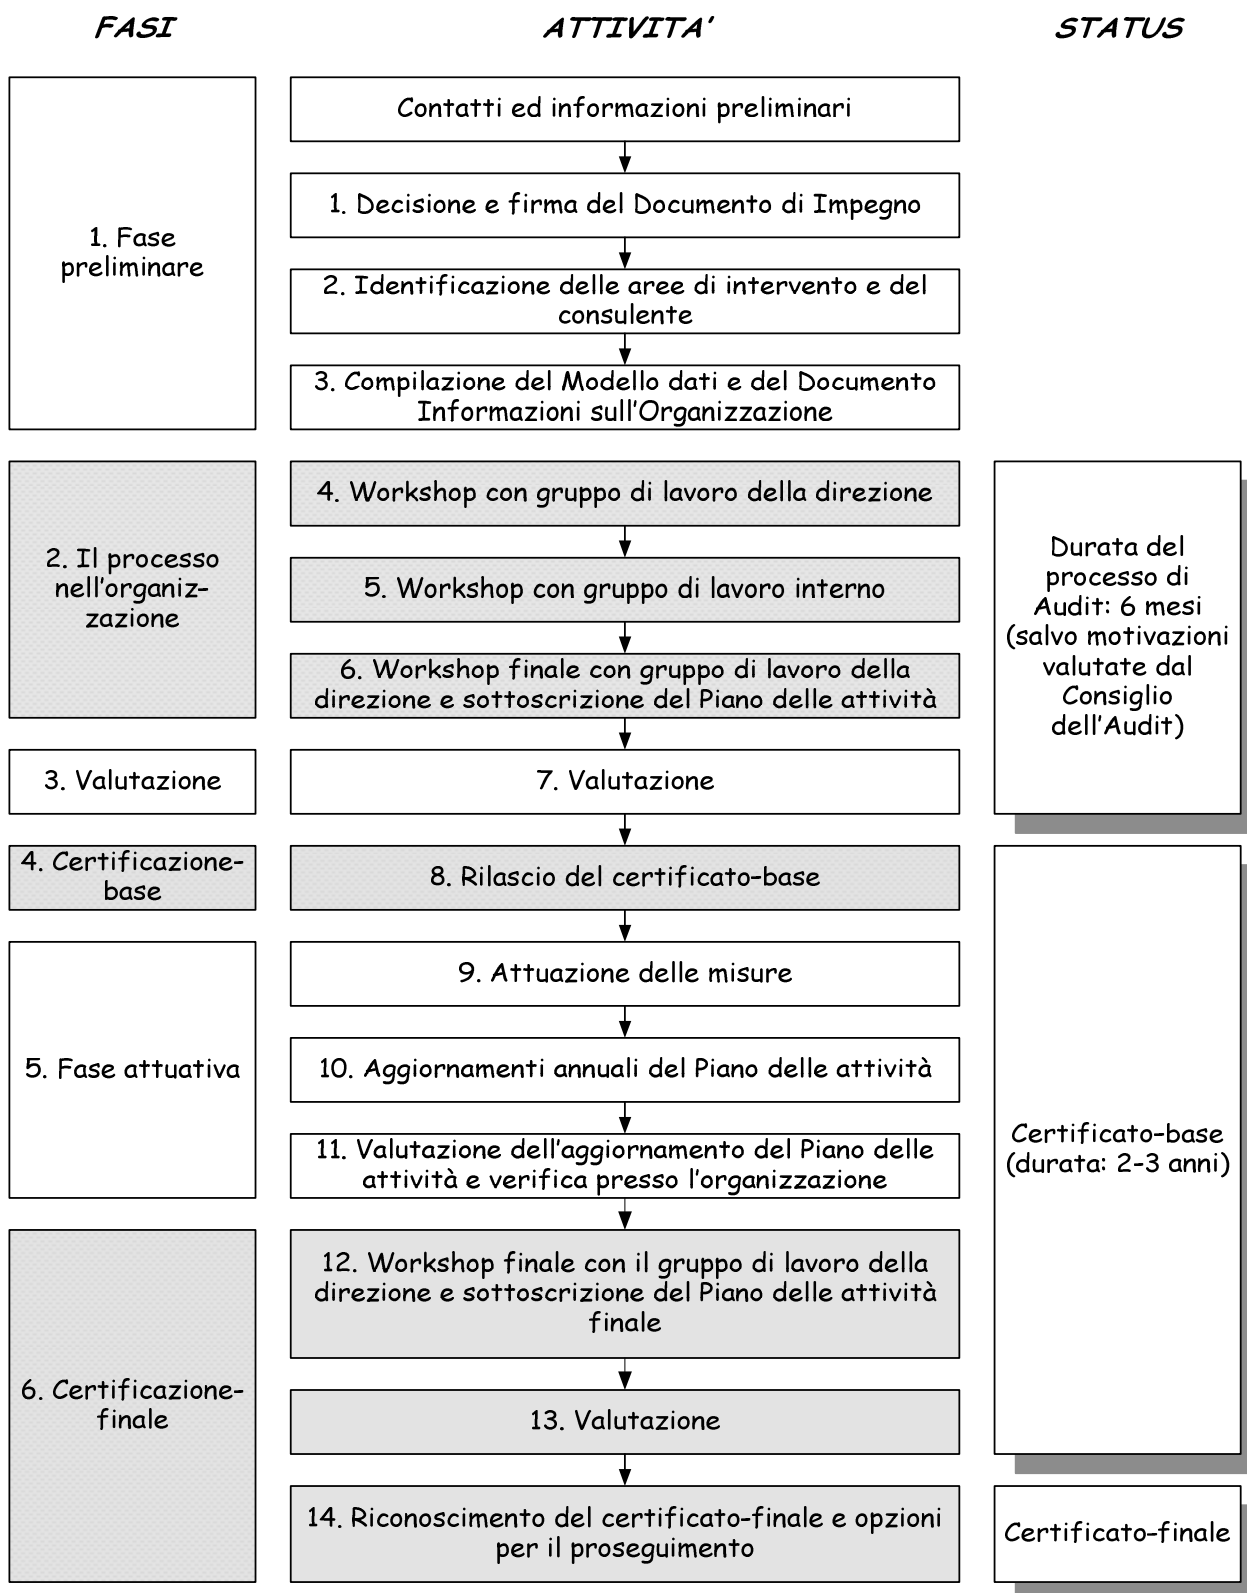 FASI
ATTIVITA'
STATUS
1. Fase
preliminare
Contatti ed informazioni preliminari
1. Decisione e firma del Documento di Impegno
2. Identificazione delle aree di intervento e del
consulente
3. Compilazione del Modello dati e del Documento
Informazioni sull'Organizzazione
2. Il processo
nell'organiz-
zazione
4. Workshop con gruppo di lavoro della direzione
5. Workshop con gruppo di lavoro interno
6. Workshop finale con gruppo di lavoro della
direzione e sottoscrizione del Piano delle attività
Durata del
processo di
Audit: 6 mesi
(salvo motivazioni
valutate dal
Consiglio
dell'Audit)
3. Valutazione
7. Valutazione
4. Certificazione-
base
8. Rilascio del certificato-base
5. Fase attuativa
9. Attuazione delle misure
10. Aggiornamenti annuali del Piano delle attività
11. Valutazione dell'aggiornamento del Piano delle
attività e verifica presso l'organizzazione
Certificato-base
(durata: 2-3 anni)
6. Certificazione-
finale
12. Workshop finale con il gruppo di lavoro della
direzione e sottoscrizione del Piano delle attività
finale
13. Valutazione
14. Riconoscimento del certificato-finale e opzioni
per il proseguimento
Certificato-finale